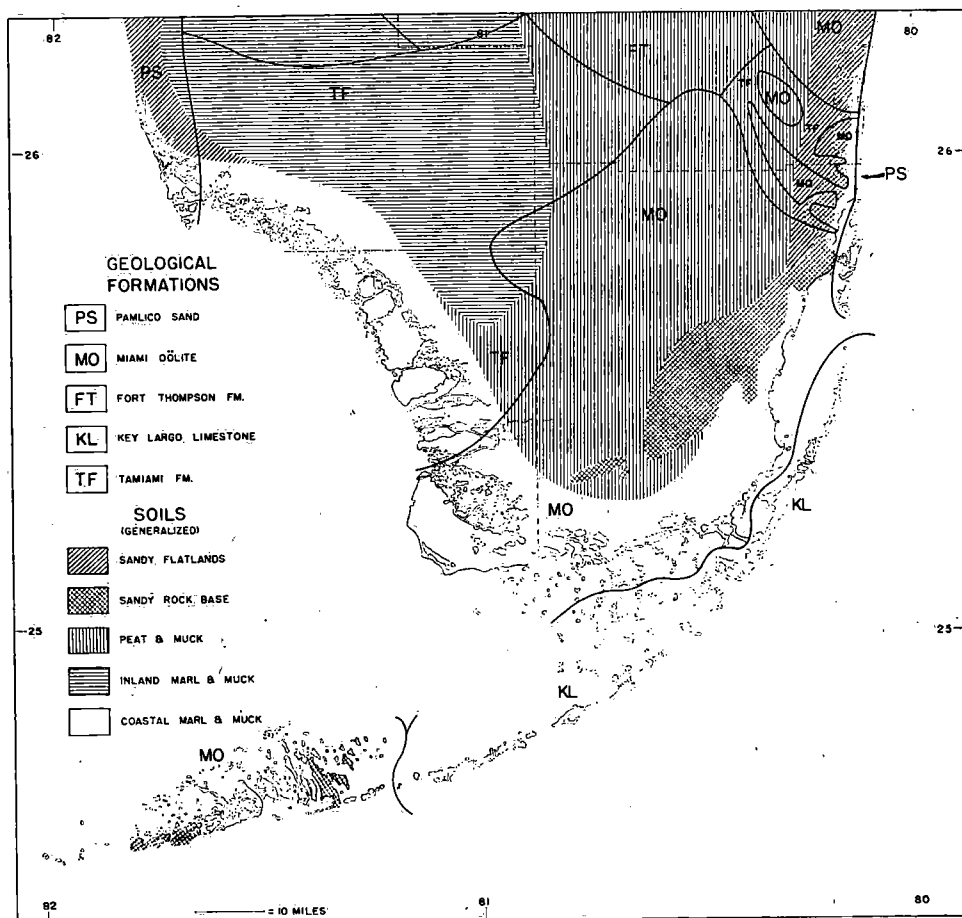 82
81
80
PS
TF
FT
MO
TF
MO
TF
MO
26
26
PS
MO
MO
TF
MO
KL
GEOLOGICAL
FORMATIONS
PS PAMLICO SAND
MO MIAMI OÖLITE
FT FORT THOMPSON FM.
KL KEY LARGO LIMESTONE
TF TAMIAMI FM.
SOILS
(GENERALIZED)
SANDY FLATLANDS
SANDY ROCK BASE
PEAT & MUCK
INLAND MARL & MUCK
COASTAL MARL & MUCK
25
25
KL
MO
82
81
80
= 10 MILES